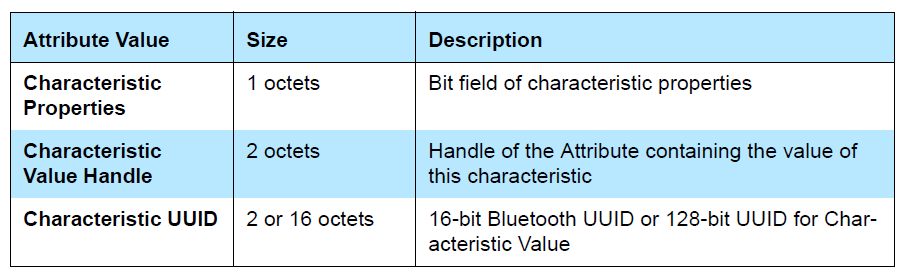 Attribute Value Size Description
Characteristic Properties 1 octets Bit field of characteristic properties
Characteristic Value Handle 2 octets Handle of the Attribute containing the value of this characteristic
Characteristic UUID 2 or 16 octets 16-bit Bluetooth UUID or 128-bit UUID for Char-
acteristic Value